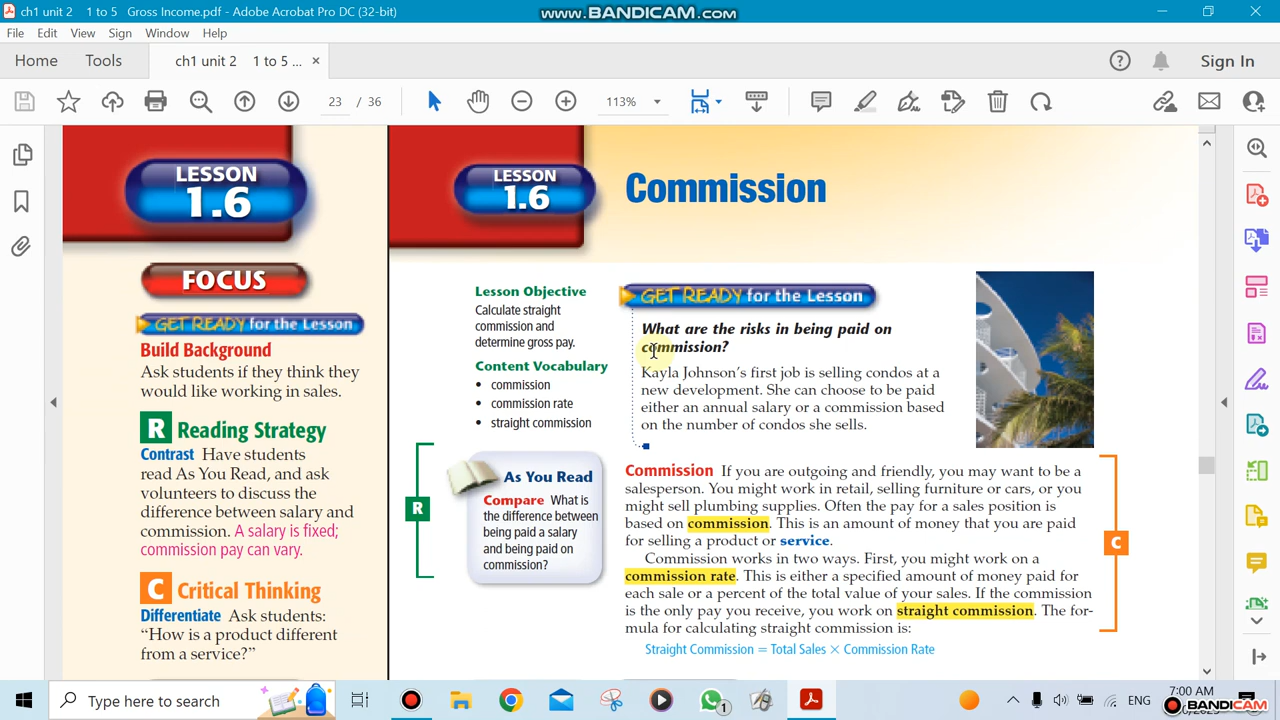 ch1 unit 2    1 to 5   Gross Income.pdf - Adobe Acrobat Pro DC (32-bit)
www.BANDICAM.com
File Edit View Sign Window Help
Home Tools ch1 unit 2    1 to 5 ... × Sign In
23 / 36 113%
LESSON
1.6
FOCUS
GET READY for the Lesson
Build Background
Ask students if they think they
would like working in sales.
R Reading Strategy
Contrast Have students
read As You Read, and ask
volunteers to discuss the
difference between salary and
commission. A salary is fixed;
commission pay can vary.
C Critical Thinking
Differentiate Ask students:
“How is a product different
from a service?”
LESSON
1.6
Commission
Lesson Objective
Calculate straight
commission and
determine gross pay.
Content Vocabulary
• commission
• commission rate
• straight commission
R
As You Read
Compare What is
the difference between
being paid a salary
and being paid on
commission?
GET READY for the Lesson
What are the risks in being paid on
commission?
Kayla Johnson’s first job is selling condos at a
new development. She can choose to be paid
either an annual salary or a commission based
on the number of condos she sells.
Commission If you are outgoing and friendly, you may want to be a
salesperson. You might work in retail, selling furniture or cars, or you
might sell plumbing supplies. Often the pay for a sales position is
based on commission. This is an amount of money that you are paid
for selling a product or service.
Commission works in two ways. First, you might work on a
commission rate. This is either a specified amount of money paid for
each sale or a percent of the total value of your sales. If the commission
is the only pay you receive, you work on straight commission. The for-
mula for calculating straight commission is:
Straight Commission = Total Sales × Commission Rate
C
Type here to search
1
ENG
7:00 AM
BANDICAM